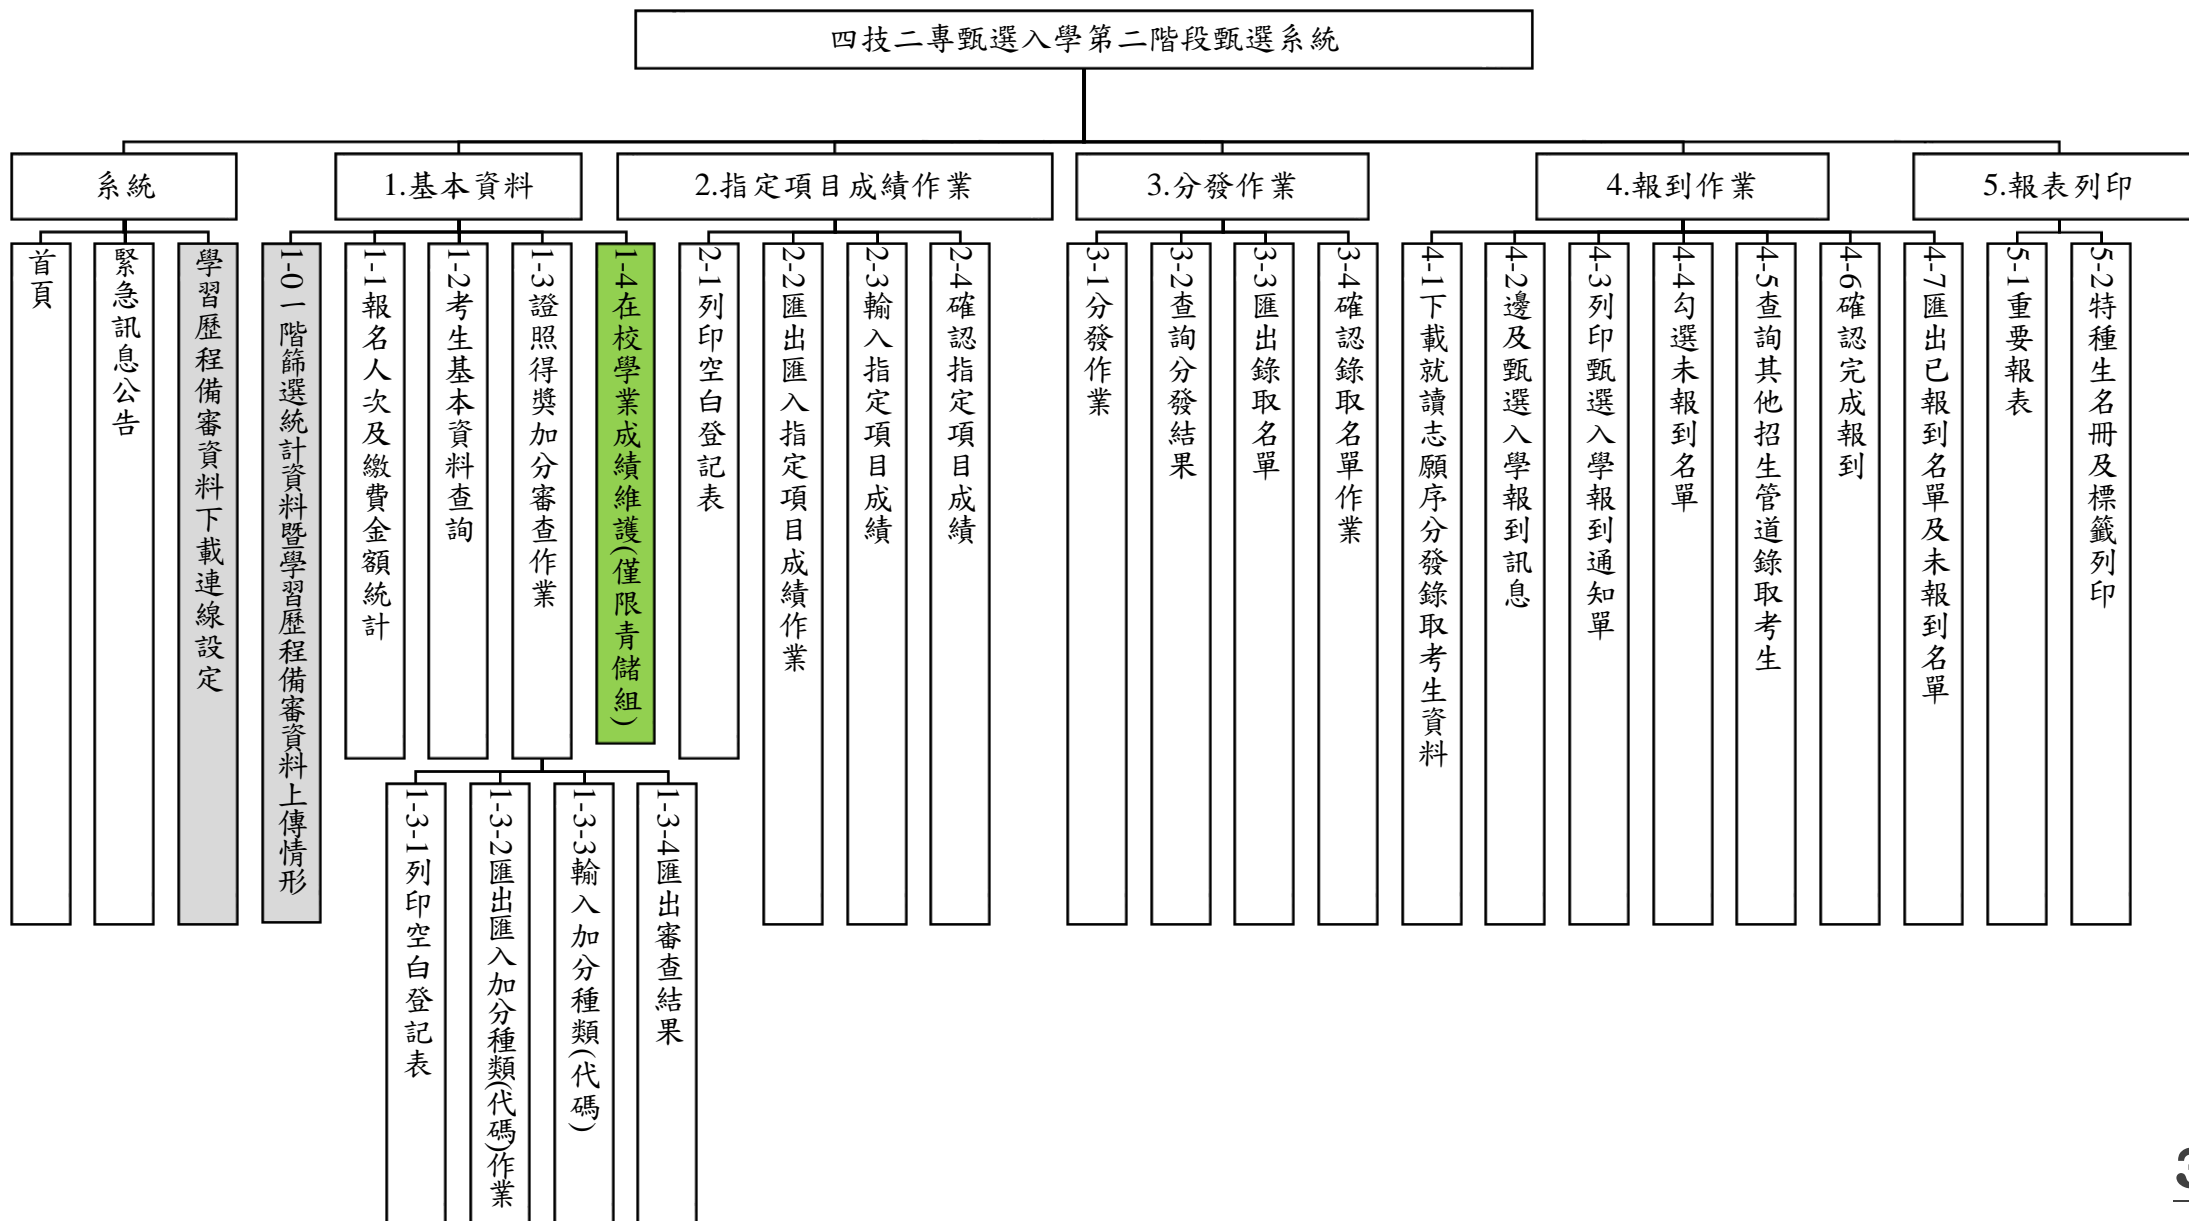 四技二專甄選入學第二階段甄選系統
系統
1.基本資料
2.指定項目成績作業
3.分發作業
4.報到作業
5.報表列印
首頁
緊急訊息公告
學習歷程備審資料下載連線設定
1-0一階篩選統計資料暨學習歷程備審資料上傳情形
1-1報名人次及繳費金額統計
1-2考生基本資料查詢
1-3證照得獎加分審查作業
1-4在校學業成績維護(僅限青儲組)
2-1列印空白登記表
2-2匯出匯入指定項目成績作業
2-3輸入指定項目成績
2-4確認指定項目成績
3-1分發作業
3-2查詢分發結果
3-3匯出錄取名單
3-4確認錄取名單作業
4-1下載就讀志願序分發錄取考生資料
4-2邊及甄選入學報到訊息
4-3列印甄選入學報到通知單
4-4勾選未報到名單
4-5查詢其他招生管道錄取考生
4-6確認完成報到
4-7匯出已報到名單及未報到名單
5-1重要報表
5-2特種生名冊及標籤列印
1-3-1列印空白登記表
1-3-2匯出匯入加分種類(代碼)作業
1-3-3輸入加分種類(代碼)
1-3-4匯出審查結果